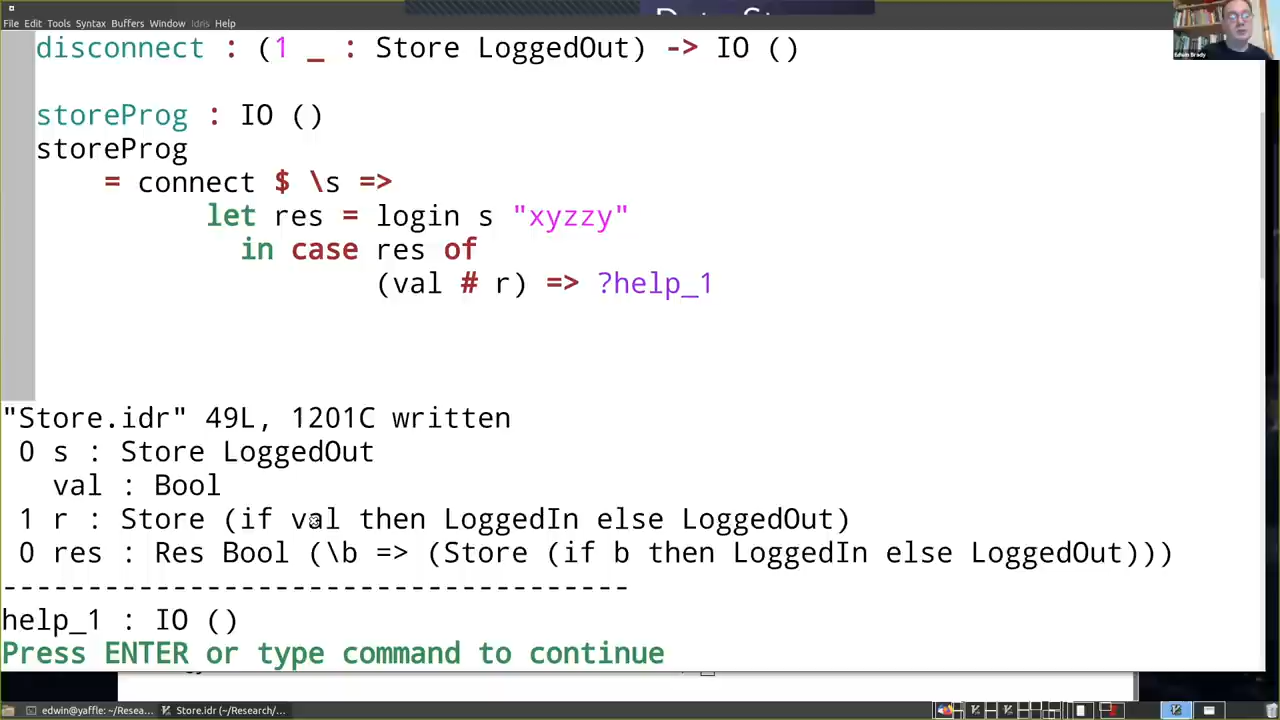 File Edit Tools Syntax Buffers Window Idris Help
disconnect : (1 _ : Store LoggedOut) -> IO ()
storeProg : IO ()
storeProg
= connect $ \s =>
let res = login s "xyzzy"
in case res of
(val # r) => ?help_1
"Store.idr" 49L, 1201C written
0 s : Store LoggedOut
val : Bool
1 r : Store (if val then LoggedIn else LoggedOut)
0 res : Res Bool (\b => (Store (if b then LoggedIn else LoggedOut)))
-------------------------------------
help_1 : IO ()
Press ENTER or type command to continue
Edwin Brady
edwin@yaffle: ~/Resea...
Store.idr (~/Research/...